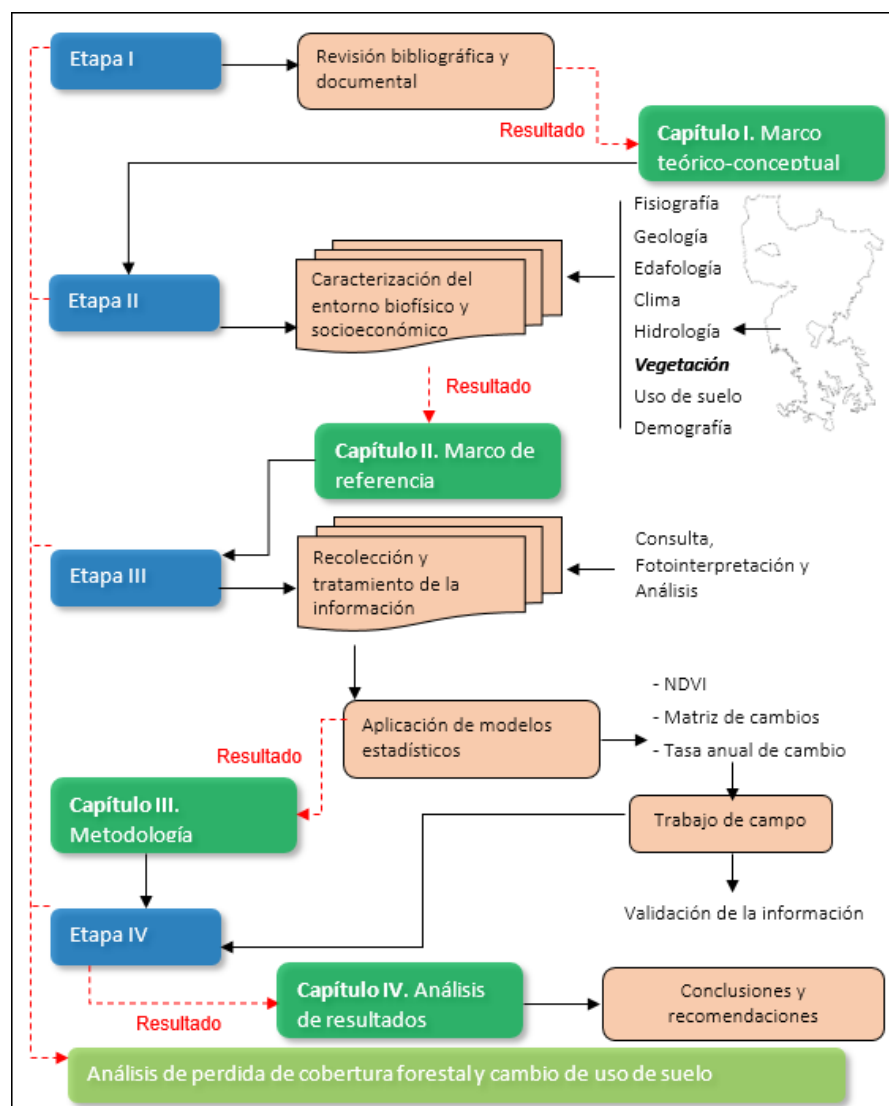 Etapa I
Revisión bibliográfica y
documental
Resultado
Capítulo I. Marco
teórico-conceptual
Fisiografía
Geología
Edafología
Clima
Hidrología
Vegetación
Uso de suelo
Demografía
Etapa II
Caracterización del
entorno biofísico y
socioeconómico
Resultado
Capítulo II. Marco de
referencia
Etapa III
Recolección y
tratamiento de la
información
Consulta,
Fotointerpretación y
Análisis
Aplicación de modelos
estadísticos
- NDVI
- Matriz de cambios
- Tasa anual de cambio
Resultado
Capítulo III.
Metodología
Trabajo de campo
Validación de la información
Etapa IV
Resultado
Capítulo IV. Análisis
de resultados
Conclusiones y
recomendaciones
Análisis de perdida de cobertura forestal y cambio de uso de suelo